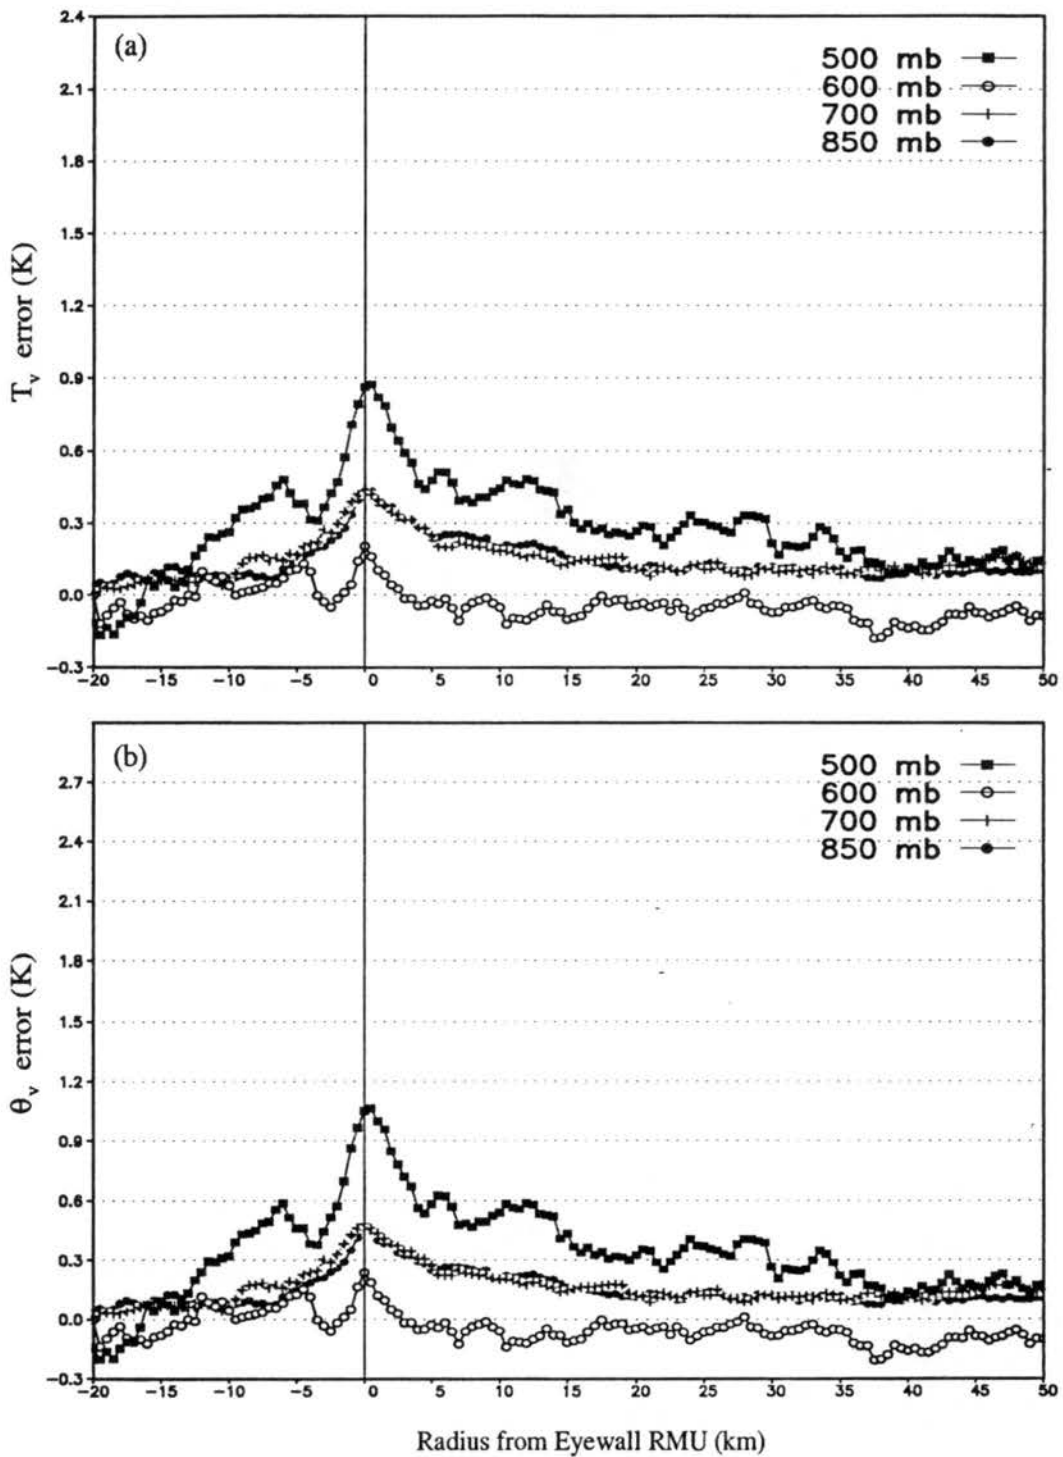 (a)
500 mb
600 mb
700 mb
850 mb
2.4
2.1
1.8
1.5
1.2
0.9
0.6
0.3
0.0
−0.3
T_v error (K)
−20 −15 −10 −5 0 5 10 15 20 25 30 35 40 45 50
(b)
500 mb
600 mb
700 mb
850 mb
2.7
2.4
2.1
1.8
1.5
1.2
0.9
0.6
0.3
0.0
−0.3
θ_v error (K)
−20 −15 −10 −5 0 5 10 15 20 25 30 35 40 45 50
Radius from Eyewall RMU (km)